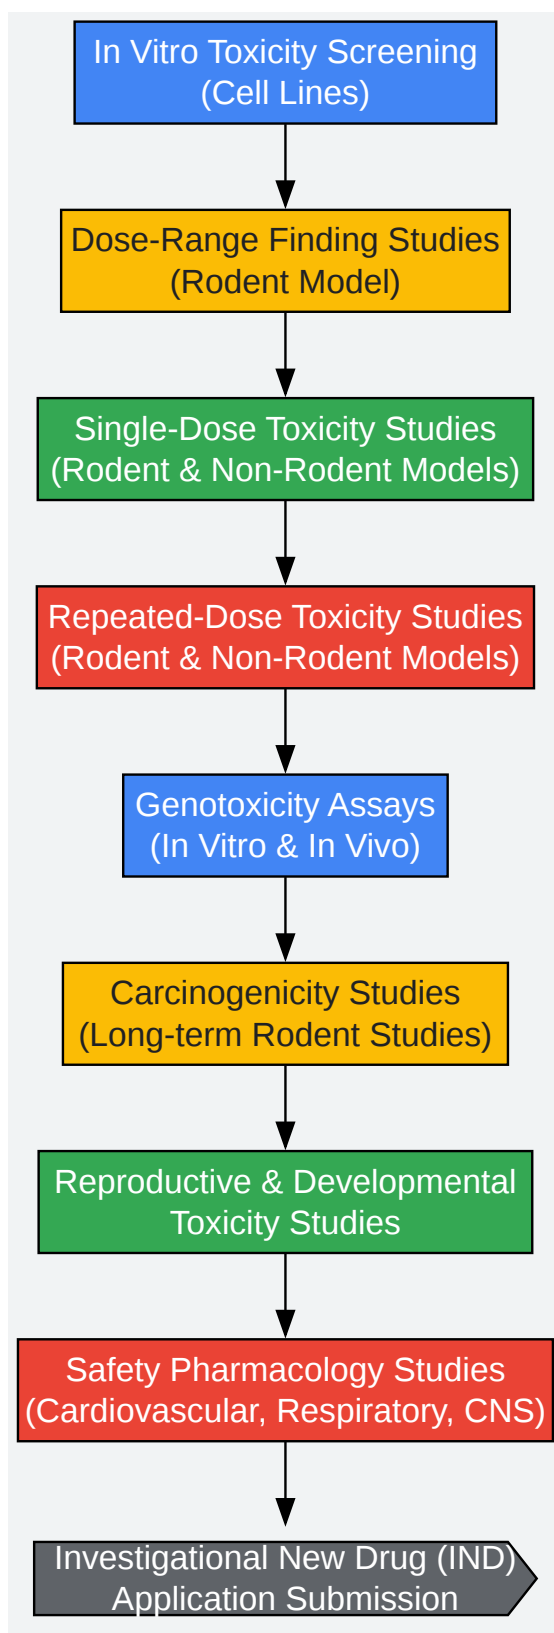 In Vitro Toxicity Screening
(Cell Lines)
Dose-Range Finding Studies
(Rodent Model)
Single-Dose Toxicity Studies
(Rodent & Non-Rodent Models)
Repeated-Dose Toxicity Studies
(Rodent & Non-Rodent Models)
Genotoxicity Assays
(In Vitro & In Vivo)
Carcinogenicity Studies
(Long-term Rodent Studies)
Reproductive & Developmental
Toxicity Studies
Safety Pharmacology Studies
(Cardiovascular, Respiratory, CNS)
Investigational New Drug (IND)
Application Submission